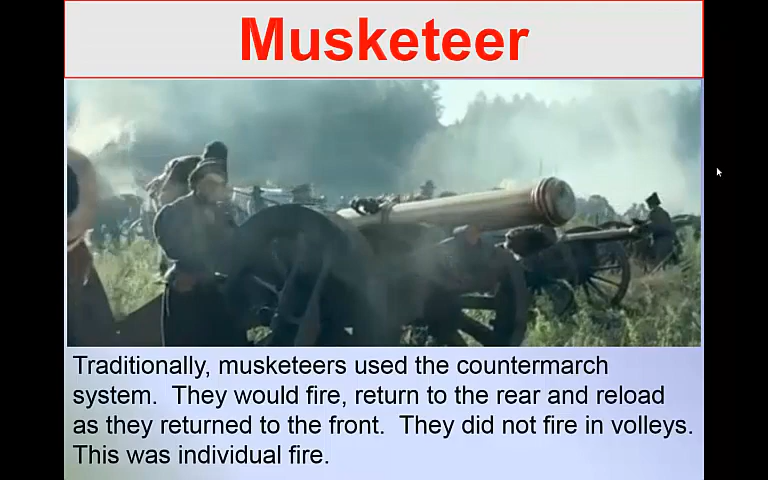 Musketeer
Traditionally, musketeers used the countermarch
system.  They would fire, return to the rear and reload
as they returned to the front.  They did not fire in volleys.
This was individual fire.